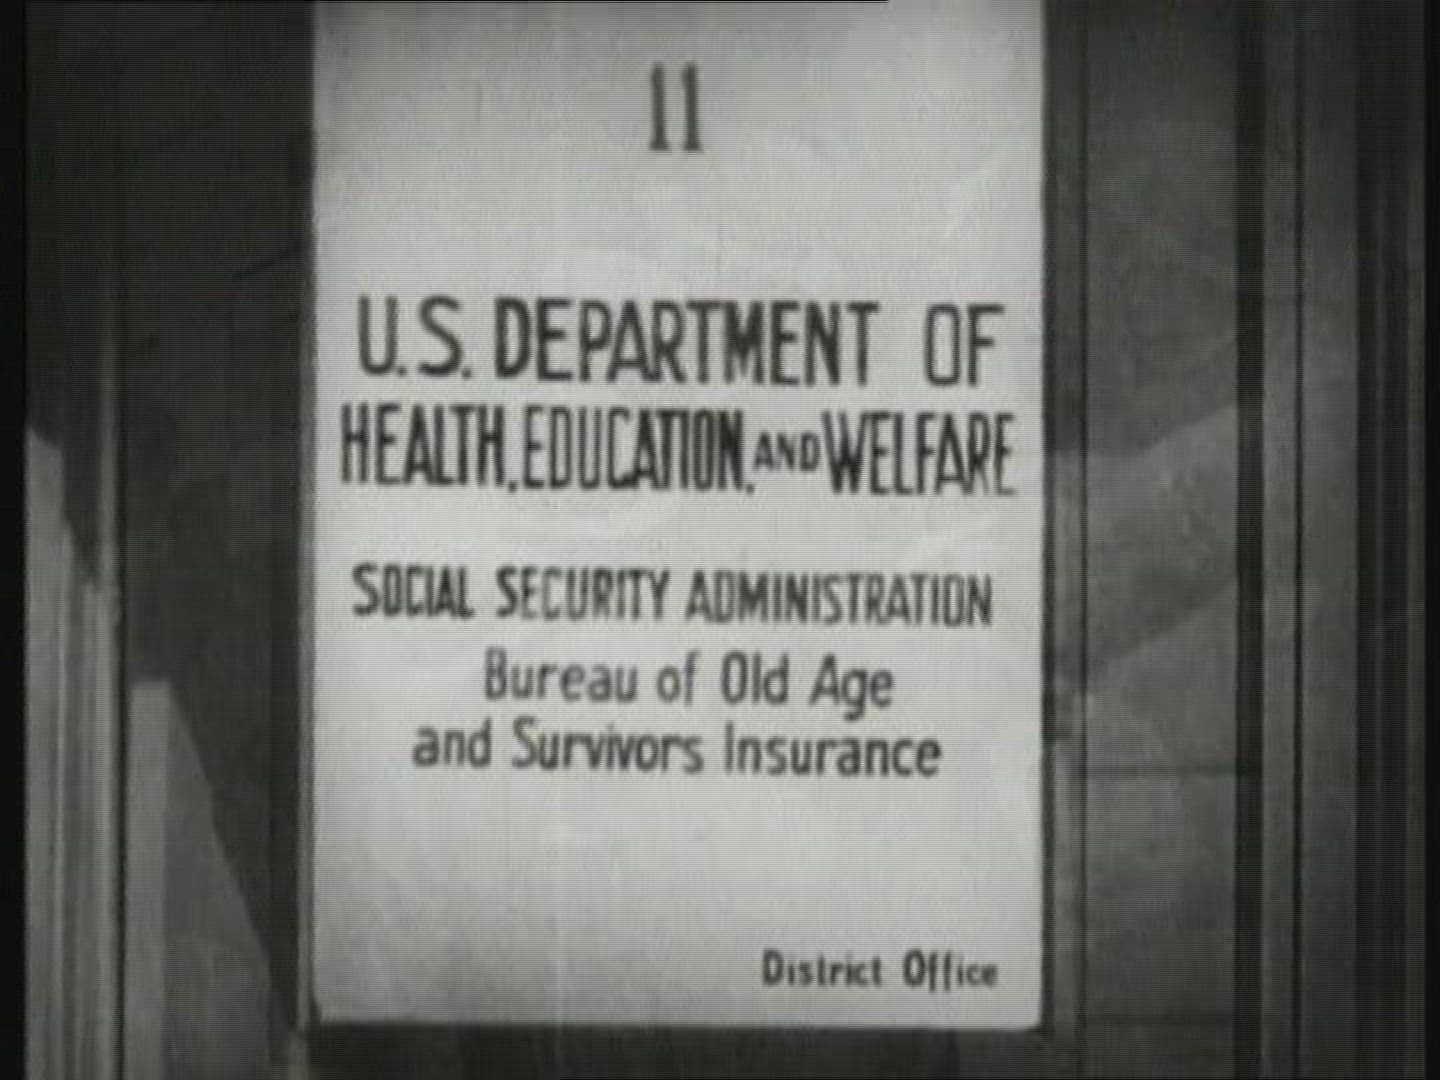 11
U.S. DEPARTMENT OF
HEALTH, EDUCATION, AND WELFARE
SOCIAL SECURITY ADMINISTRATION
Bureau of Old Age
and Survivors Insurance
District Office